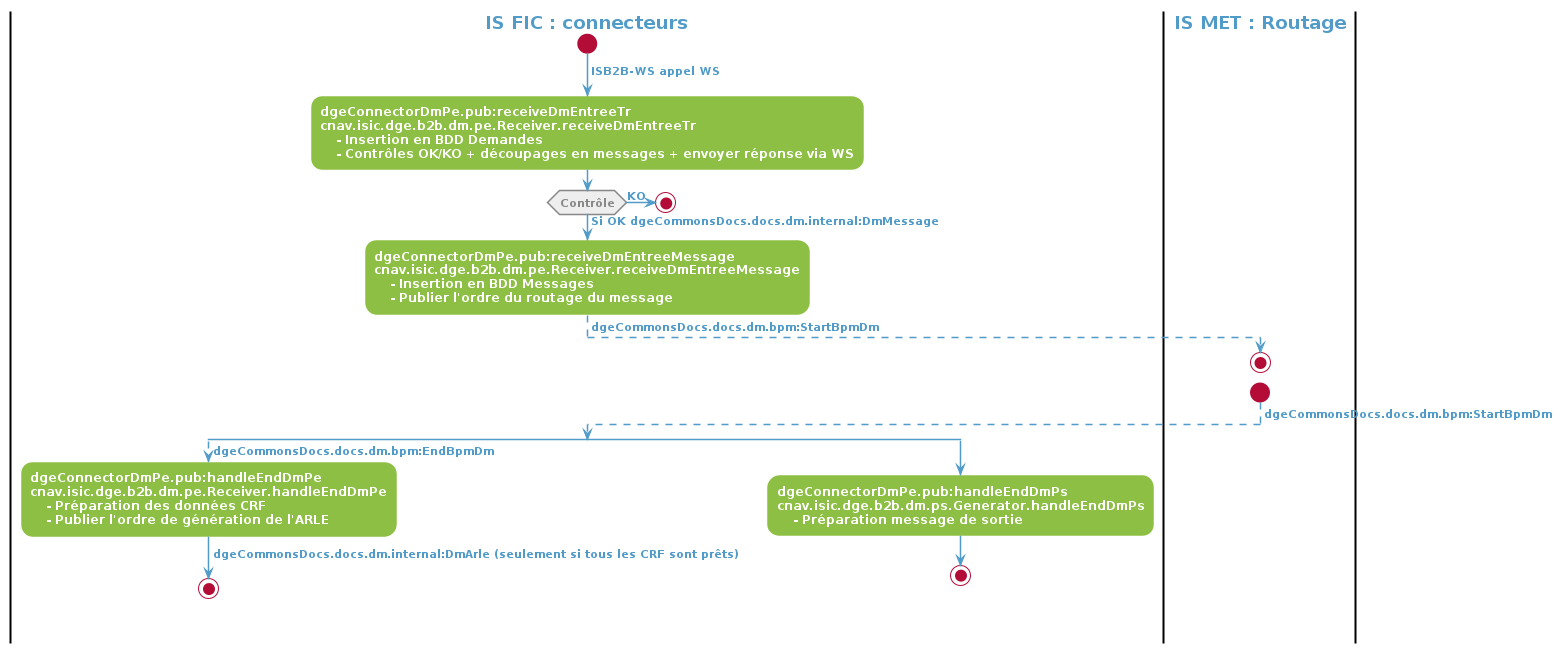 IS FIC : connecteurs
IS MET : Routage
ISB2B-WS appel WS
dgeConnectorDmPe.pub:receiveDmEntreeTr
cnav.isic.dge.b2b.dm.pe.Receiver.receiveDmEntreeTr
- Insertion en BDD Demandes
- Contrôles OK/KO + découpages en messages + envoyer réponse via WS
Contrôle
KO
Si OK dgeCommonsDocs.docs.dm.internal:DmMessage
dgeConnectorDmPe.pub:receiveDmEntreeMessage
cnav.isic.dge.b2b.dm.pe.Receiver.receiveDmEntreeMessage
- Insertion en BDD Messages
- Publier l'ordre du routage du message
dgeCommonsDocs.docs.dm.bpm:StartBpmDm
dgeCommonsDocs.docs.dm.bpm:StartBpmDm
dgeCommonsDocs.docs.dm.bpm:EndBpmDm
dgeConnectorDmPe.pub:handleEndDmPe
cnav.isic.dge.b2b.dm.pe.Receiver.handleEndDmPe
- Préparation des données CRF
- Publier l'ordre de génération de l'ARLE
dgeConnectorDmPe.pub:handleEndDmPs
cnav.isic.dge.b2b.dm.ps.Generator.handleEndDmPs
- Préparation message de sortie
dgeCommonsDocs.docs.dm.internal:DmArle (seulement si tous les CRF sont prêts)